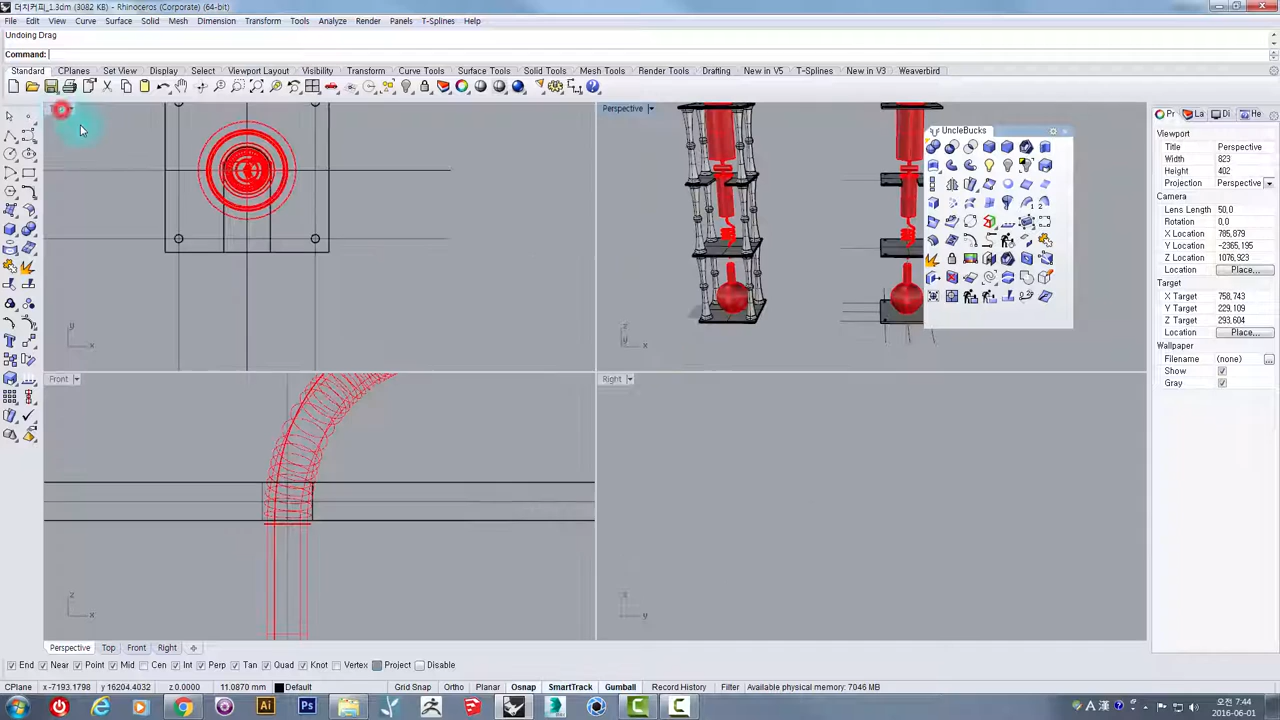 더치커피_1.3dm (3082 KB) - Rhinoceros (Corporate) (64-bit)
File Edit View Curve Surface Solid Mesh Dimension Transform Tools Analyze Render Panels T-Splines Help
Undoing Drag
Command:
Standard CPlanes Set View Display Select Viewport Layout Visibility Transform Curve Tools Surface Tools Solid Tools Mesh Tools Render Tools Drafting New in V5 T-Splines New in V3 Weaverbird
Perspective
UncleBucks
Pr La Di He
Viewport
Title Perspective
Width 823
Height 402
Projection Perspective
Camera
Lens Length 50,0
Rotation 0,0
X Location 785,879
Y Location -2365,195
Z Location 1076,923
Location Place...
Target
X Target 758,743
Y Target 229,109
Z Target 293,604
Location Place...
Wallpaper
Filename (none) ...
Show
Gray
y x
z y x
Front
Right
z x
z y
Perspective Top Front Right
End Near Point Mid Cen Int Perp Tan Quad Knot Vertex Project Disable
CPlane x -7193.1798 y 16204.4032 z 0.0000 11.0870 mm Default Grid Snap Ortho Planar Osnap SmartTrack Gumball Record History Filter Available physical memory: 7046 MB
Ai Ps A 漢
오전 7:44
2016-06-01